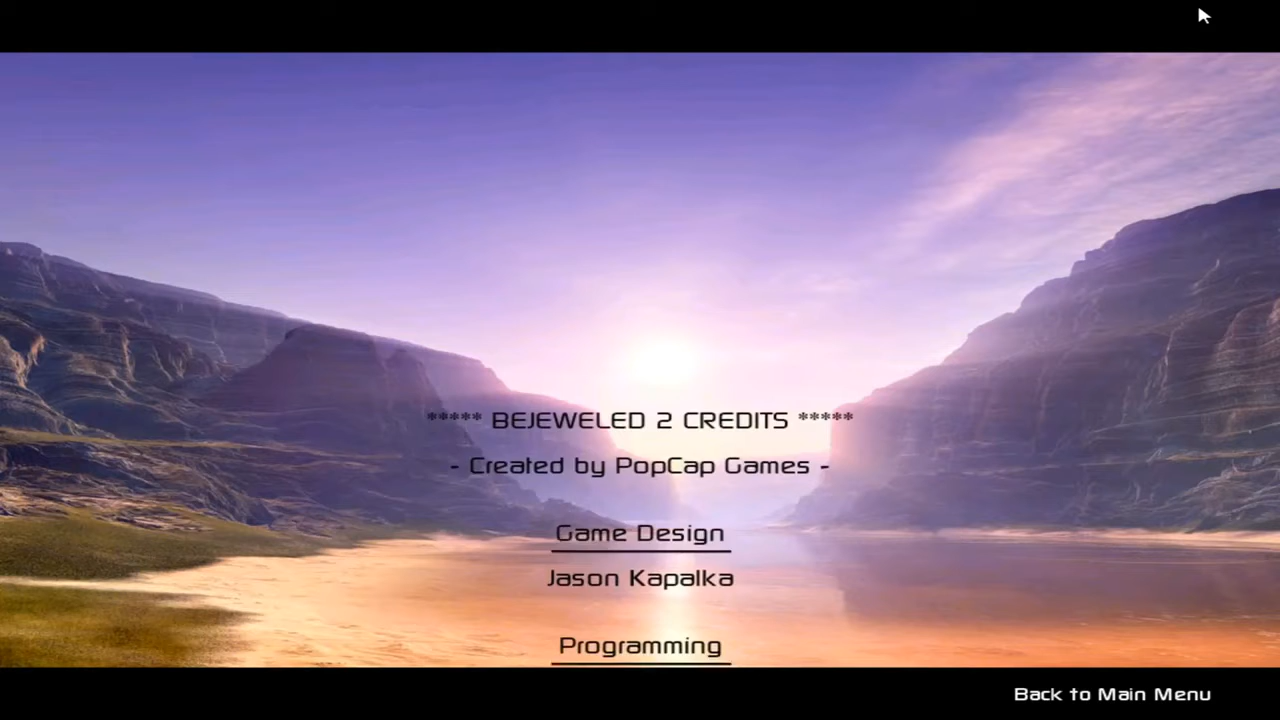 ***** BEJEWELED 2 CREDITS *****
- Created by PopCap Games -
Game Design
Jason Kapalka
Programming
Back to Main Menu